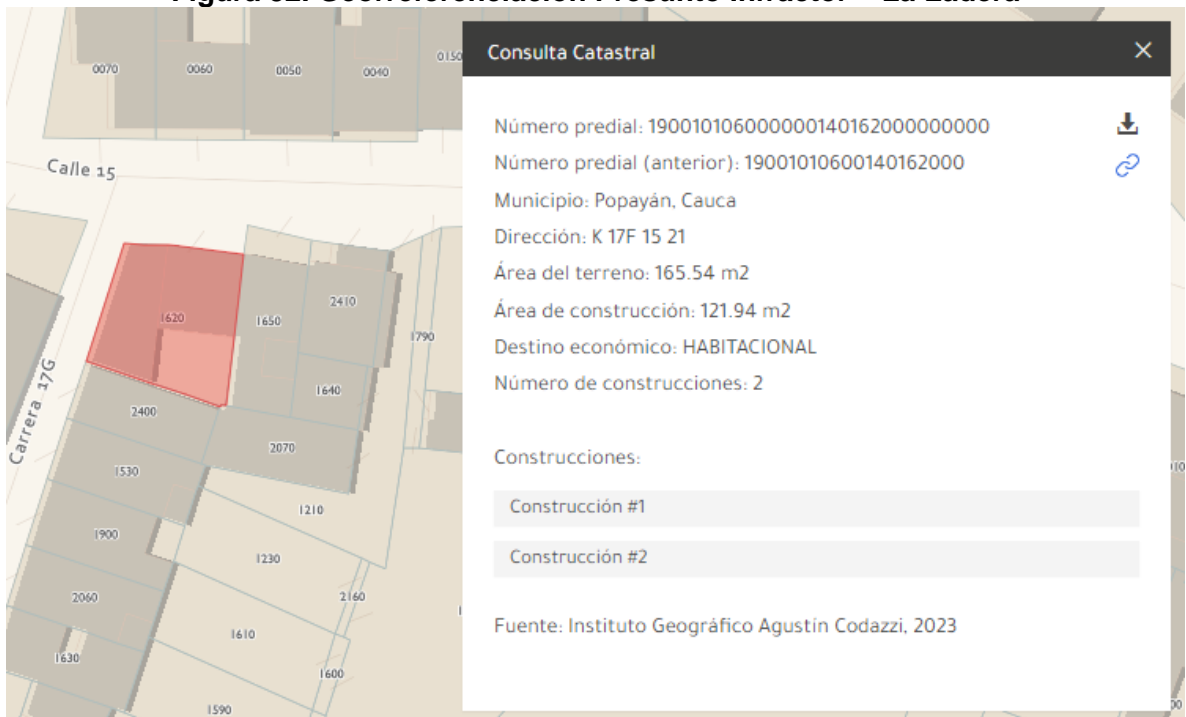 0070
0060
0050
0040
0150
Calle 15
1620
1650
2410
1790
1640
Carrera 17G
2400
2070
1530
1210
1900
1230
2060
2160
1610
1630
1600
1590
Consulta Catastral
Número predial: 190010106000000140162000000000
Número predial (anterior): 19001010600140162000
Municipio: Popayán, Cauca
Dirección: K 17F 15 21
Área del terreno: 165.54 m2
Área de construcción: 121.94 m2
Destino económico: HABITACIONAL
Número de construcciones: 2
Construcciones:
Construcción #1
Construcción #2
Fuente: Instituto Geográfico Agustín Codazzi, 2023